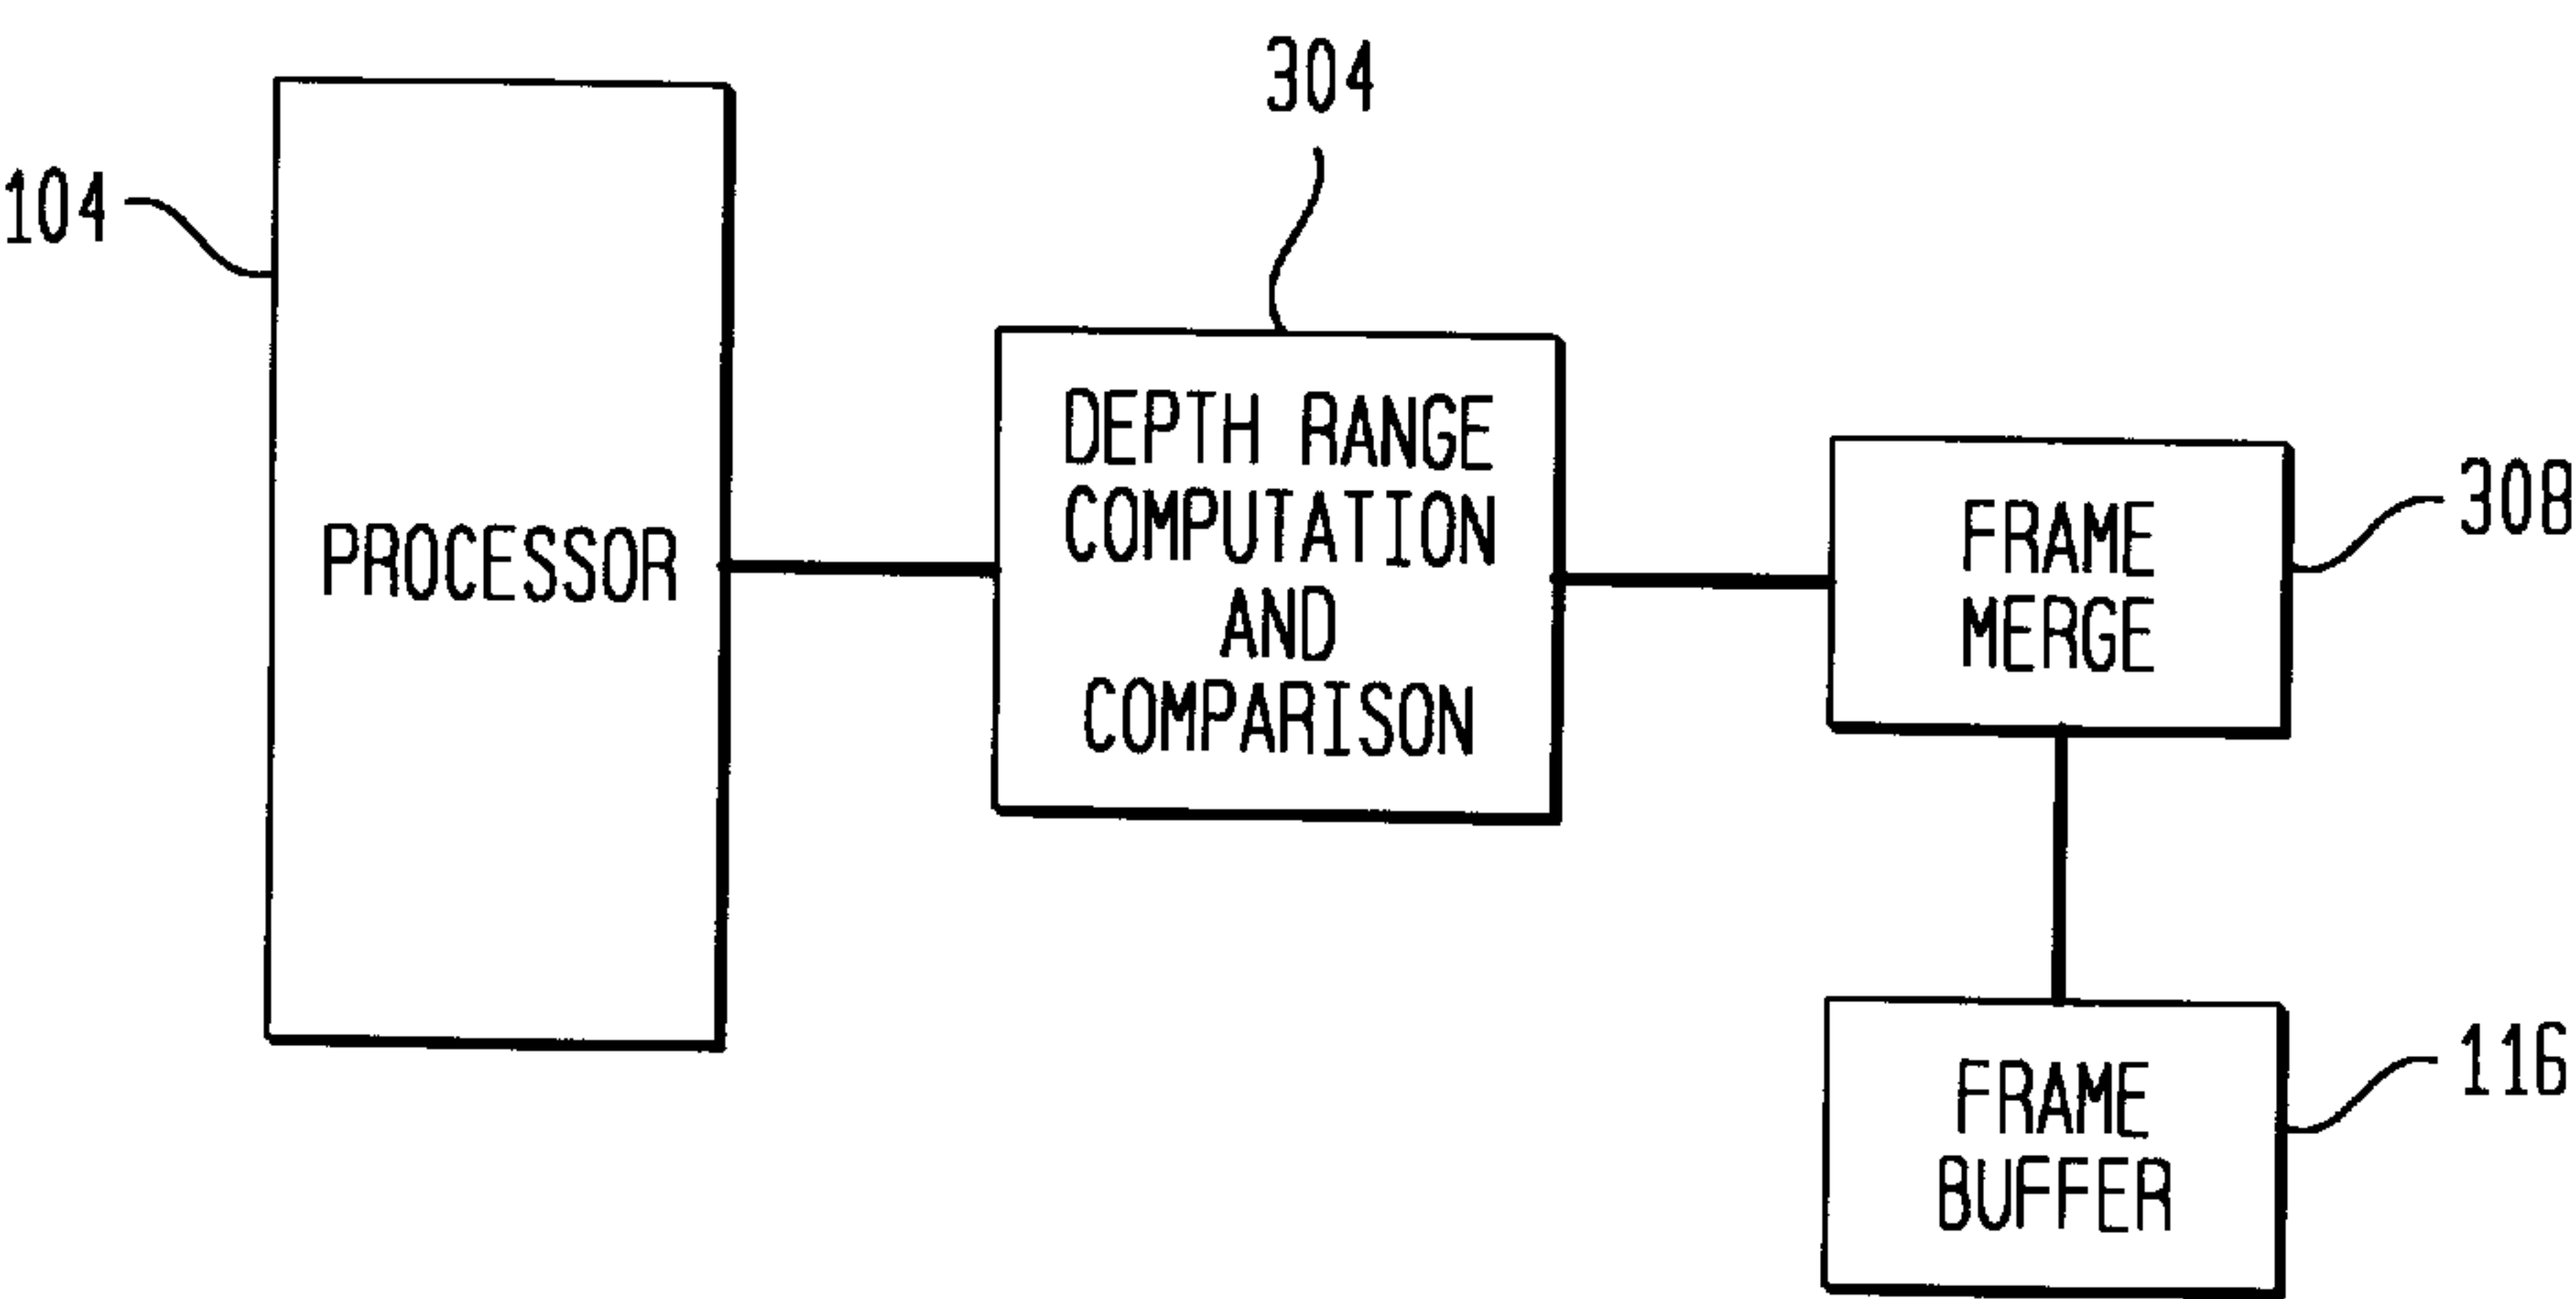 304
104
PROCESSOR
DEPTH RANGE
COMPUTATION
AND
COMPARISON
FRAME
MERGE
308
FRAME
BUFFER
116